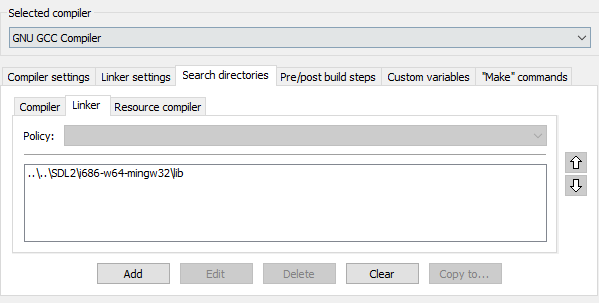 Selected compiler
GNU GCC Compiler
Compiler settings Linker settings Search directories Pre/post build steps Custom variables "Make" commands
Compiler Linker Resource compiler
Policy:
..\..\SDL2\i686-w64-mingw32\lib
Add Edit Delete Clear Copy to...